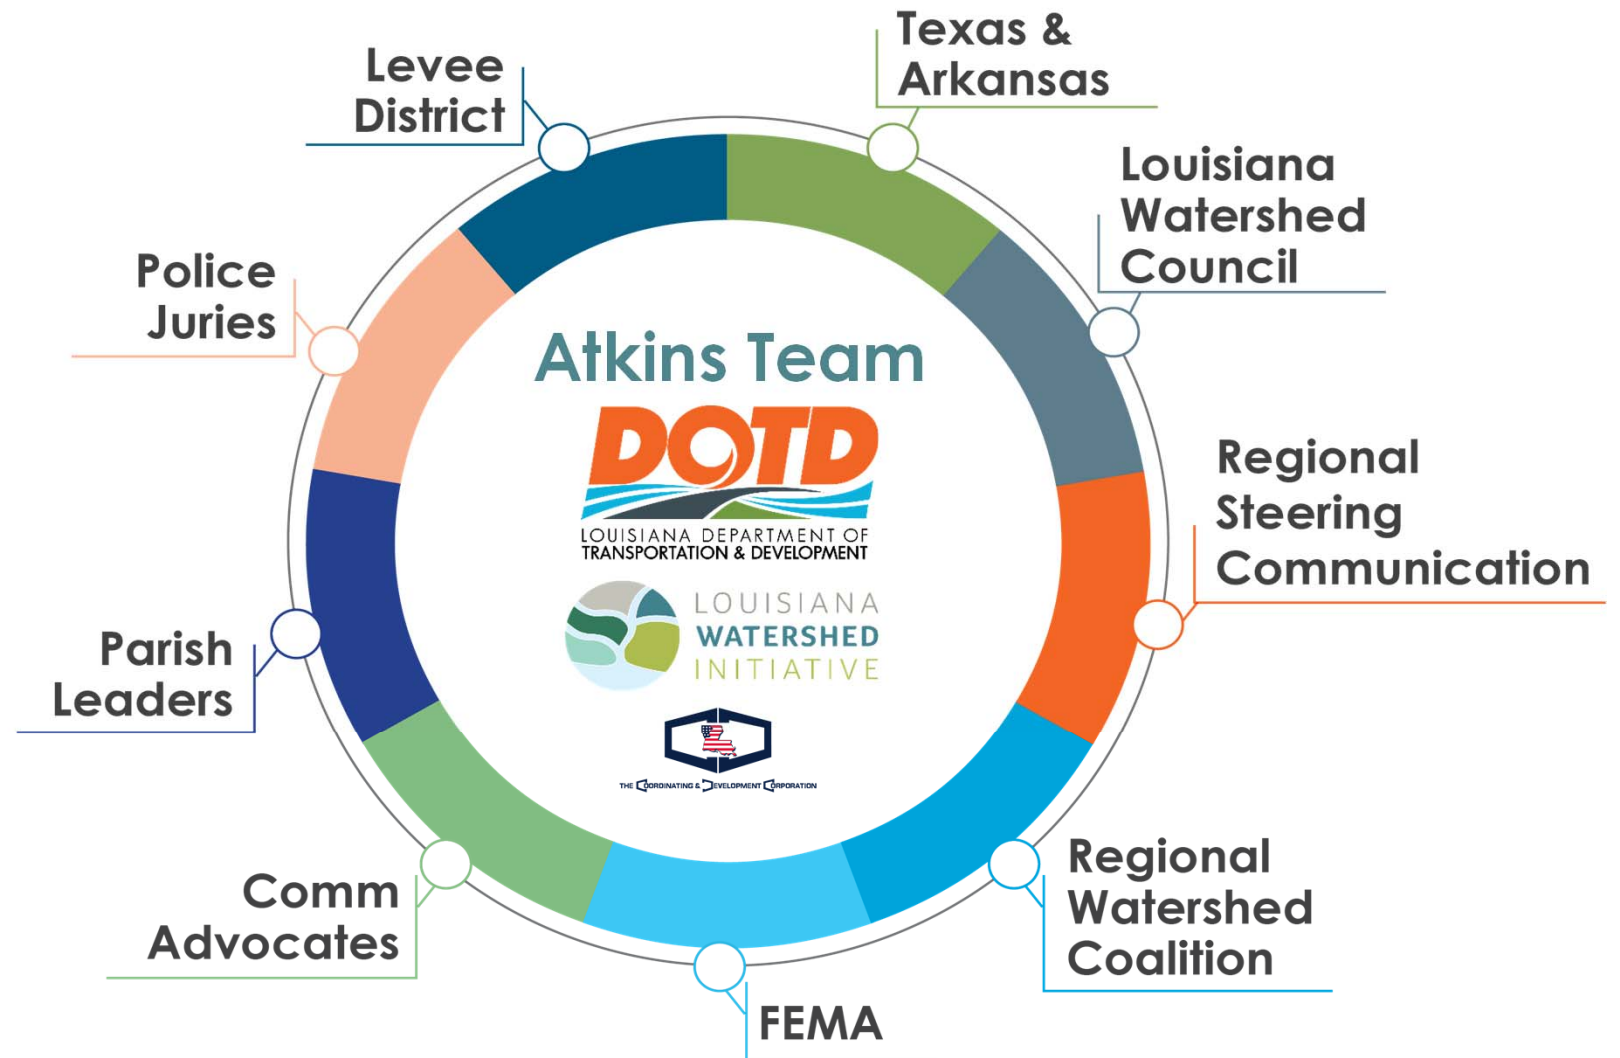 Texas &
Arkansas
Levee
District
Louisiana
Watershed
Council
Police
Juries
Atkins Team
DOTD
LOUISIANA DEPARTMENT OF
TRANSPORTATION & DEVELOPMENT
Regional
Steering
Communication
LOUISIANA
WATERSHED
INITIATIVE
Parish
Leaders
THE COORDINATING & DEVELOPMENT CORPORATION
Regional
Watershed
Coalition
Comm
Advocates
FEMA